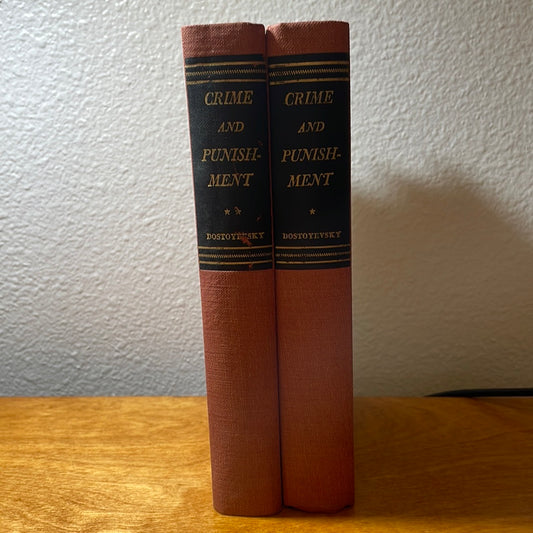 CRIME
AND
PUNISH-
MENT
* *
DOSTOYEVSKY
CRIME
AND
PUNISH-
MENT
*
DOSTOYEVSKY